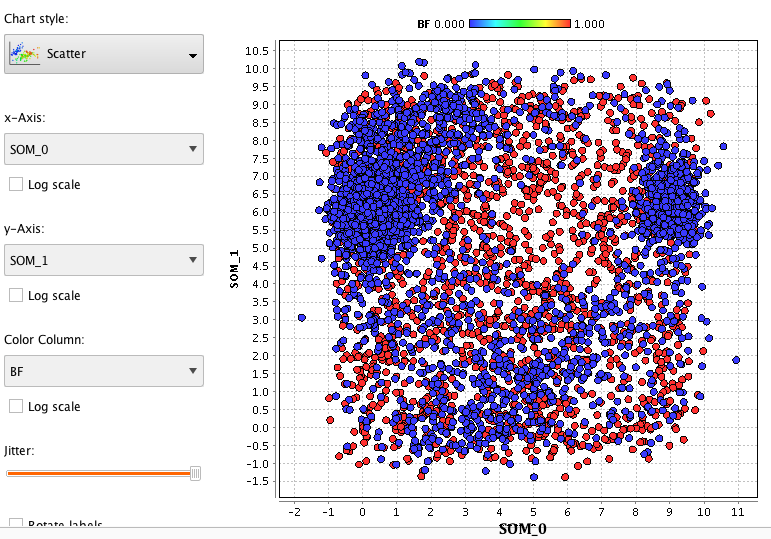 Chart style:
Scatter
x-Axis:
SOM_0
Log scale
y-Axis:
SOM_1
Log scale
Color Column:
BF
Log scale
Jitter:
Rotate labels
BF 0.000 1.000
10.5
10.0
9.5
9.0
8.5
8.0
7.5
7.0
6.5
6.0
5.5
5.0
4.5
4.0
3.5
3.0
2.5
2.0
1.5
1.0
0.5
0.0
-0.5
-1.0
-1.5
SOM_1
-2 -1 0 1 2 3 4 5 6 7 8 9 10 11
SOM_0